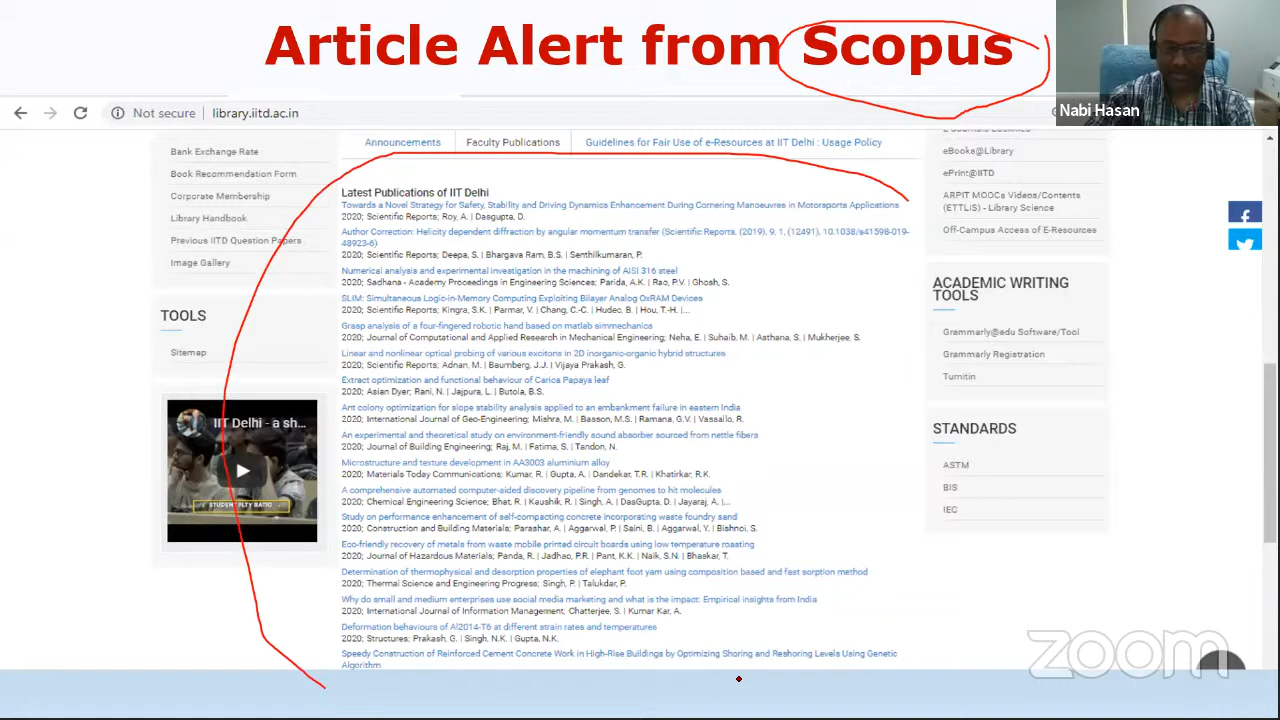 Article Alert from Scopus
Nabi Hasan
Not secure
library.iitd.ac.in
Bank Exchange Rate
Book Recommendation Form
Corporate Membership
Library Handbook
Previous IITD Question Papers
Image Gallery
TOOLS
Sitemap
IIT Delhi - a sh...
Announcements
Faculty Publications
Guidelines for Fair Use of e-Resources at IIT Delhi : Usage Policy
Latest Publications of IIT Delhi
Towards a Novel Strategy for Safety, Stability and Driving Dynamics Enhancement During Cornering Manoeuvres in Motorsports Applications
2020; Scientific Reports; Roy, A. | Dasgupta, D.
Author Correction: Helicity dependent diffraction by angular momentum transfer (Scientific Reports, (2019), 9, 1, (12491), 10.1038/s41598-019-
48923-6)
2020; Scientific Reports; Deepa, S. | Bhargava Ram, B.S. | Senthilkumaran, P.
Numerical analysis and experimental investigation in the machining of AISI 316 steel
2020; Sadhana - Academy Proceedings in Engineering Sciences; Parida, A.K. | Rao, P.V. | Ghosh, S.
SLIM: Simultaneous Logic-in-Memory Computing Exploiting Bilayer Analog OxRAM Devices
2020; Scientific Reports; Kingra, S.K. | Parmar, V. | Chang, C.-C. | Hudec, B. | Hou, T.-H. |...
Grasp analysis of a four-fingered robotic hand based on matlab simmechanics
2020; Journal of Computational and Applied Research in Mechanical Engineering; Neha, E. | Suhaib, M. | Asthana, S. | Mukherjee, S.
Linear and nonlinear optical probing of various excitons in 2D inorganic-organic hybrid structures
2020; Scientific Reports; Adnan, M. | Baumberg, J.J. | Vijaya Prakash, G.
Extract optimization and functional behaviour of Carica Papaya leaf
2020; Asian Dyer; Rani, N. | Jajpura, L. | Butola, B.S.
Ant colony optimization for slope stability analysis applied to an embankment failure in eastern India
2020; International Journal of Geo-Engineering; Mishra, M. | Basson, M.S. | Ramana, G.V. | Vassallo, R.
An experimental and theoretical study on environment-friendly sound absorber sourced from nettle fibers
2020; Journal of Building Engineering; Raj, M. | Fatima, S. | Tandon, N.
Microstructure and texture development in AA3003 aluminium alloy
2020; Materials Today Communications; Kumar, R. | Gupta, A. | Dandekar, T.R. | Khatirkar, R.K.
A comprehensive automated computer-aided discovery pipeline from genomes to hit molecules
2020; Chemical Engineering Science; Bhat, R. | Kaushik, R. | Singh, A. | DasGupta, D. | Jayaraj, A. |...
Study on performance enhancement of self-compacting concrete incorporating waste foundry sand
2020; Construction and Building Materials; Parashar, A. | Aggarwal, P. | Saini, B. | Aggarwal, Y. | Bishnoi, S.
Eco-friendly recovery of metals from waste mobile printed circuit boards using low temperature roasting
2020; Journal of Hazardous Materials; Panda, R. | Jadhao, P.R. | Pant, K.K. | Naik, S.N. | Bhaskar, T.
Determination of thermophysical and desorption properties of elephant foot yam using composition based and fast sorption method
2020; Thermal Science and Engineering Progress; Singh, P. | Talukdar, P.
Why do small and medium enterprises use social media marketing and what is the impact: Empirical insights from India
2020; International Journal of Information Management; Chatterjee, S. | Kumar Kar, A.
Deformation behaviours of Al2014-T6 at different strain rates and temperatures
2020; Structures; Prakash, G. | Singh, N.K. | Gupta, N.K.
Speedy Construction of Reinforced Cement Concrete Work in High-Rise Buildings by Optimizing Shoring and Reshoring Levels Using Genetic
Algorithm
eBooks@Library
ePrint@IITD
ARPIT MOOCs Videos/Contents
(ETTLIS) - Library Science
Off-Campus Access of E-Resources
ACADEMIC WRITING
TOOLS
Grammarly@edu Software/Tool
Grammarly Registration
Turnitin
STANDARDS
ASTM
BIS
IEC
zoom